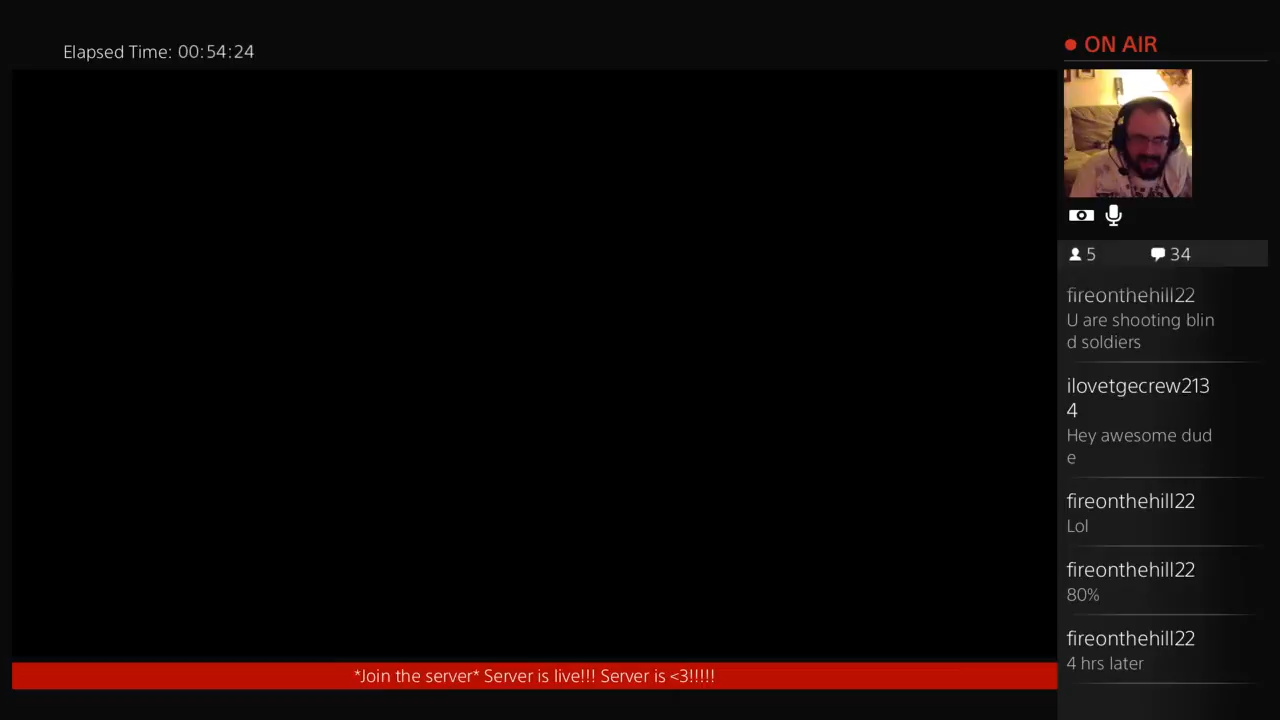 Elapsed Time: 00:54:24
ON AIR
5
34
fireonthehill22
U are shooting blin
d soldiers
ilovetgecrew213
4
Hey awesome dud
e
fireonthehill22
Lol
fireonthehill22
80%
fireonthehill22
4 hrs later
*Join the server* Server is live!!! Server is <3!!!!!